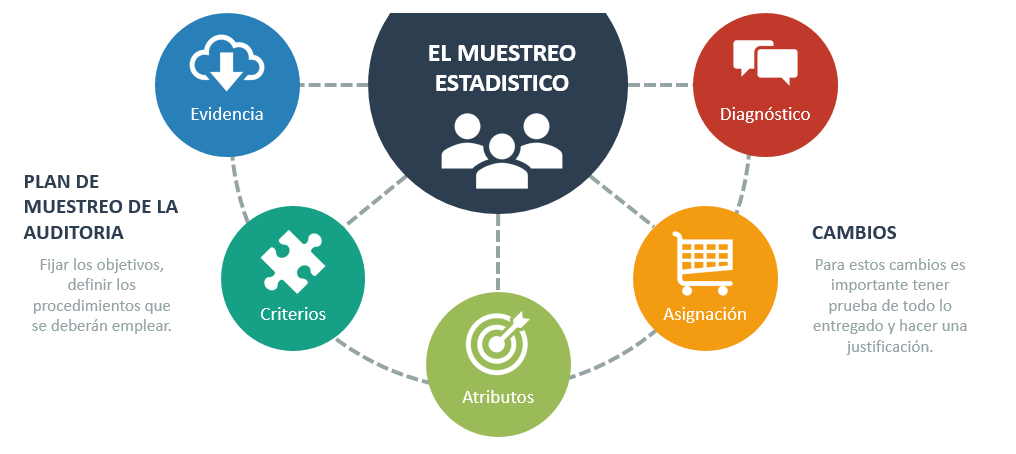 EL MUESTREO
ESTADISTICO
Evidencia
Diagnóstico
PLAN DE
MUESTREO DE LA
AUDITORIA
Fijar los objetivos,
definir los
procedimientos que
se deberán emplear.
Criterios
Atributos
Asignación
CAMBIOS
Para estos cambios es
importante tener
prueba de todo lo
entregado y hacer una
justificación.